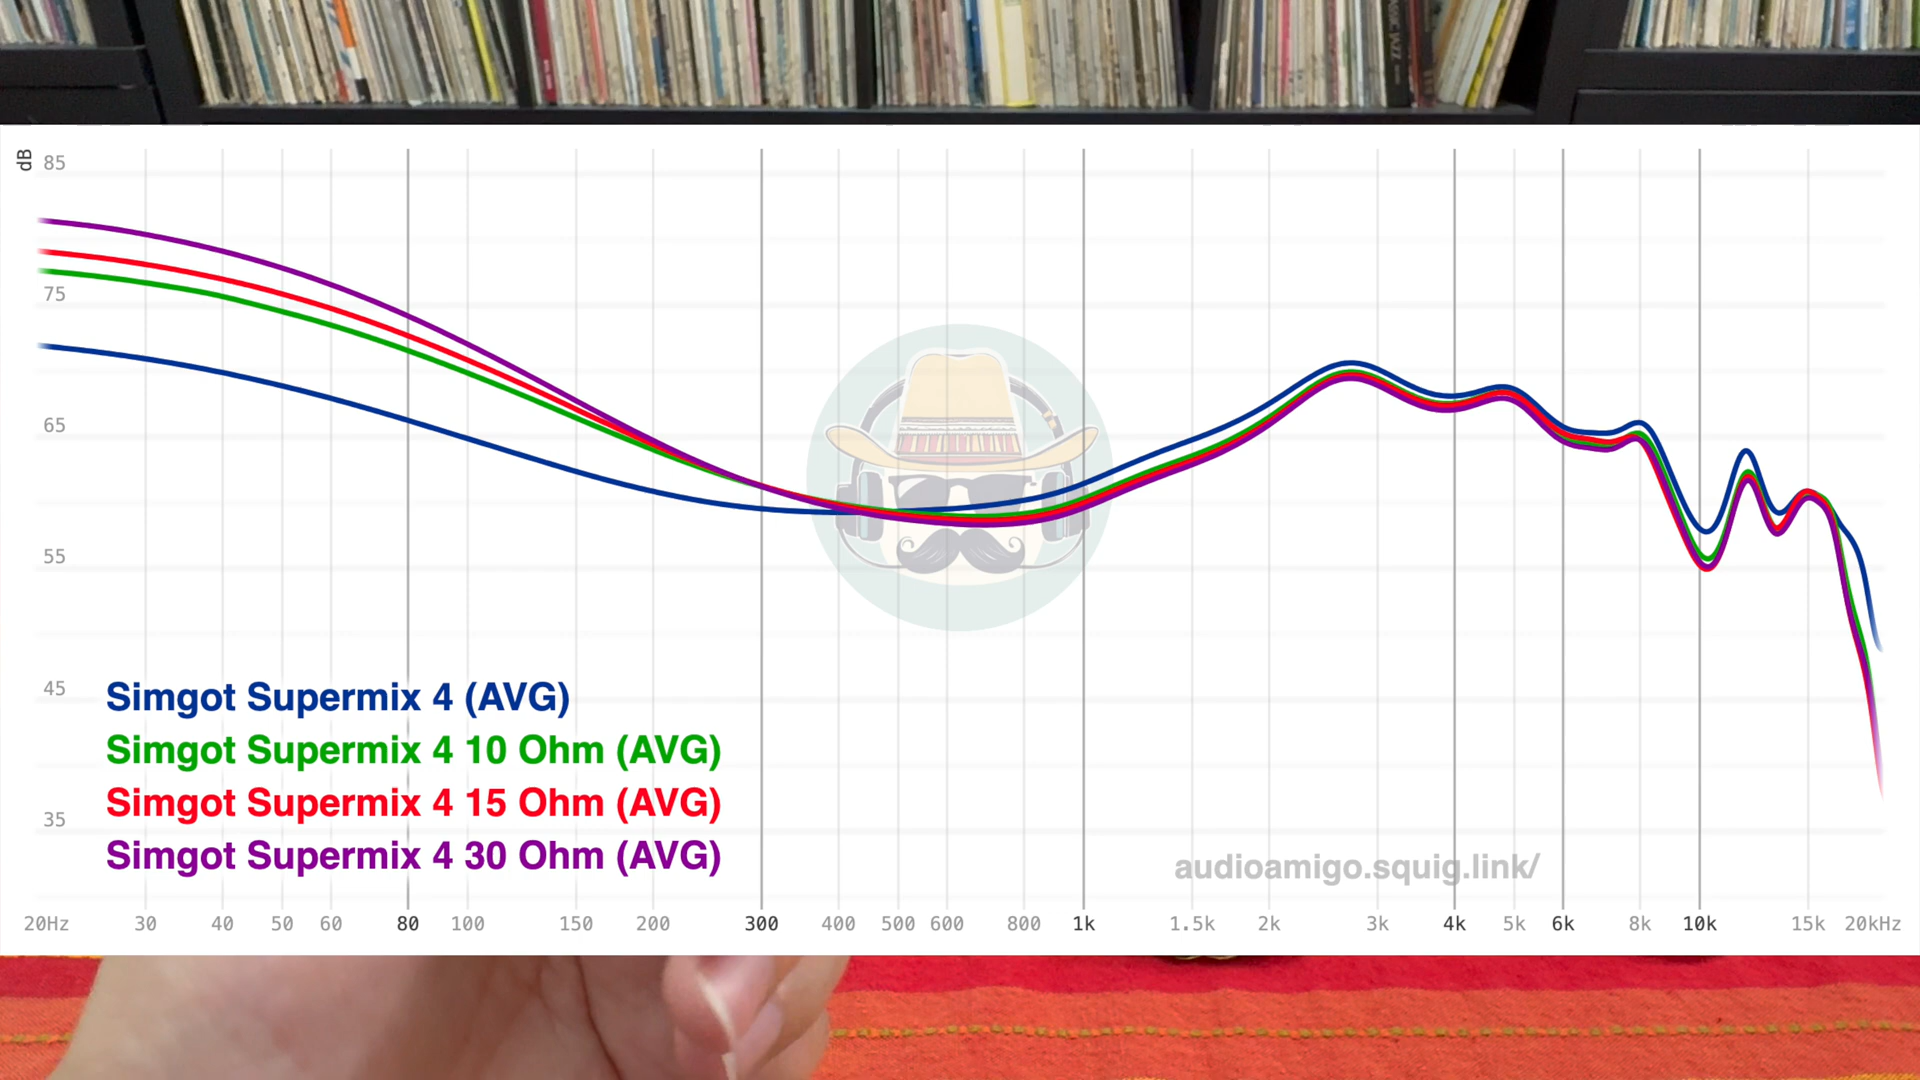 dB
85
75
65
55
45
35
Simgot Supermix 4 (AVG)
Simgot Supermix 4 10 Ohm (AVG)
Simgot Supermix 4 15 Ohm (AVG)
Simgot Supermix 4 30 Ohm (AVG)
audioamigo.squig.link/
20Hz 30 40 50 60 80 100 150 200 300 400 500 600 800 1k 1.5k 2k 3k 4k 5k 6k 8k 10k 15k 20kHz